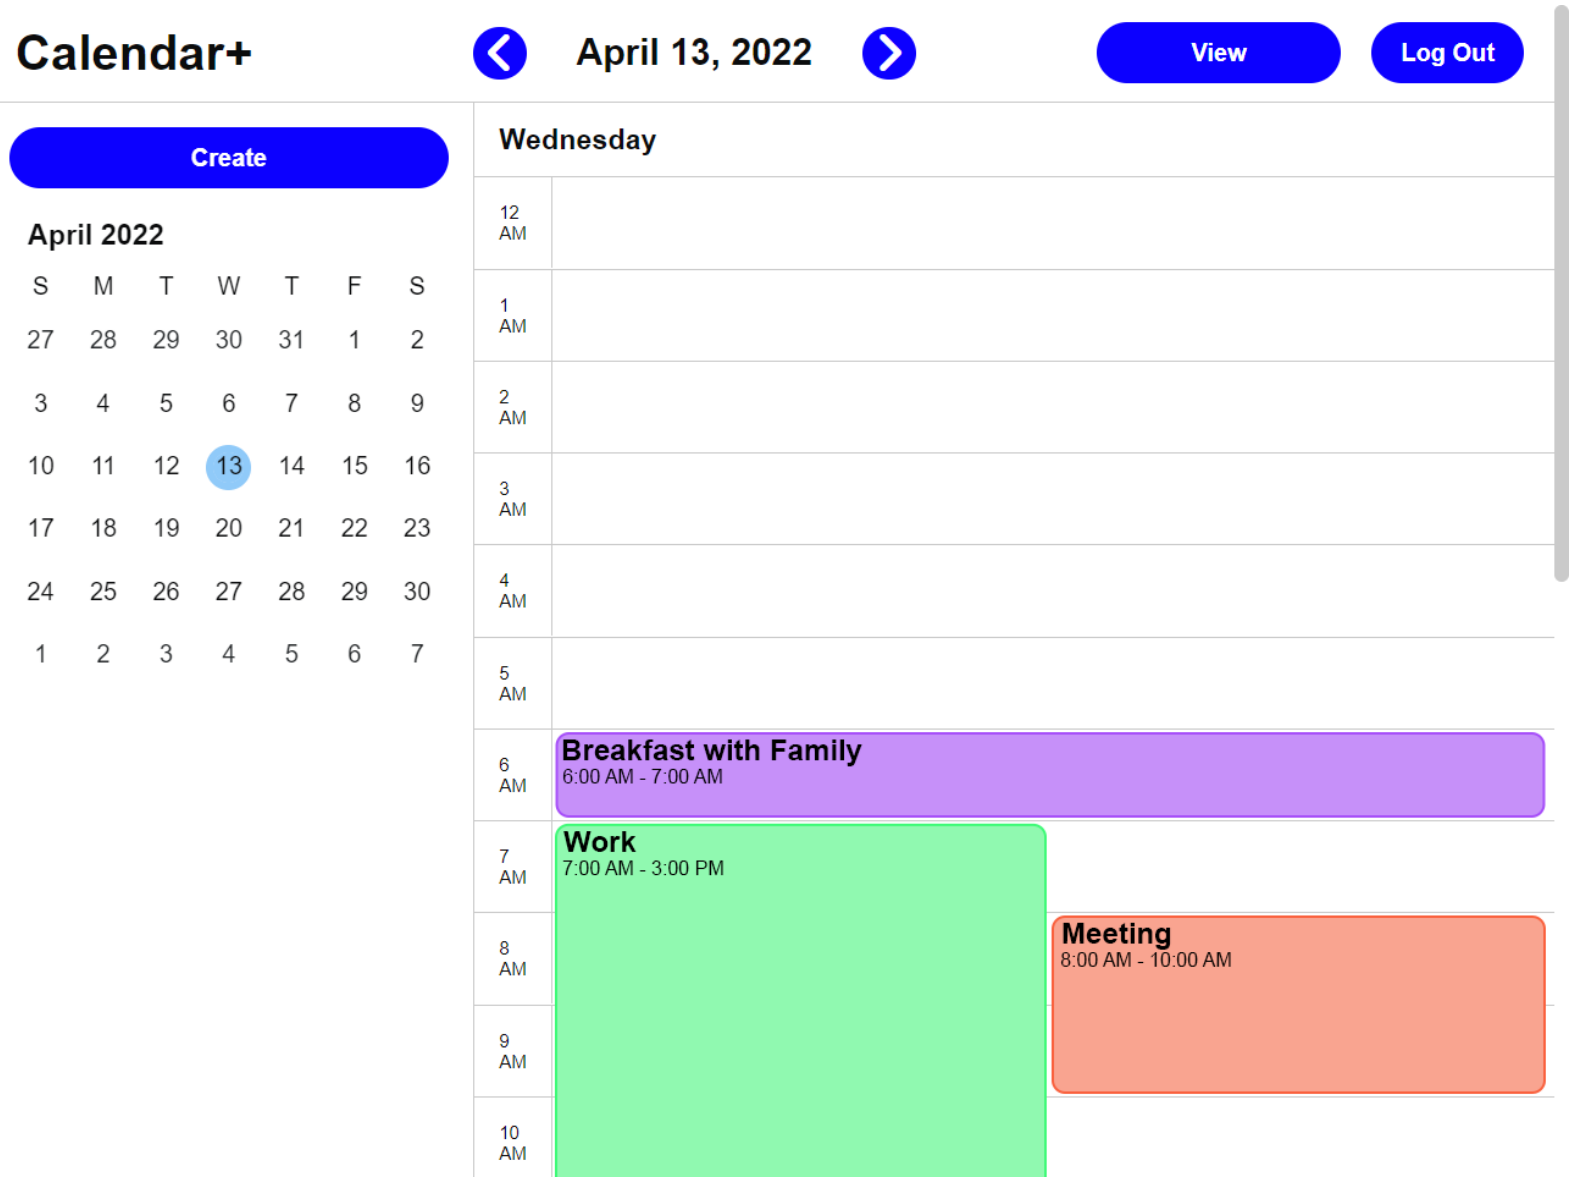 Calendar+
April 13, 2022
View
Log Out
Create
April 2022
S M T W T F S
27 28 29 30 31 1 2
3 4 5 6 7 8 9
10 11 12 13 14 15 16
17 18 19 20 21 22 23
24 25 26 27 28 29 30
1 2 3 4 5 6 7
Wednesday
12
AM
1
AM
2
AM
3
AM
4
AM
5
AM
6
AM
Breakfast with Family
6:00 AM - 7:00 AM
7
AM
Work
7:00 AM - 3:00 PM
8
AM
Meeting
8:00 AM - 10:00 AM
9
AM
10
AM